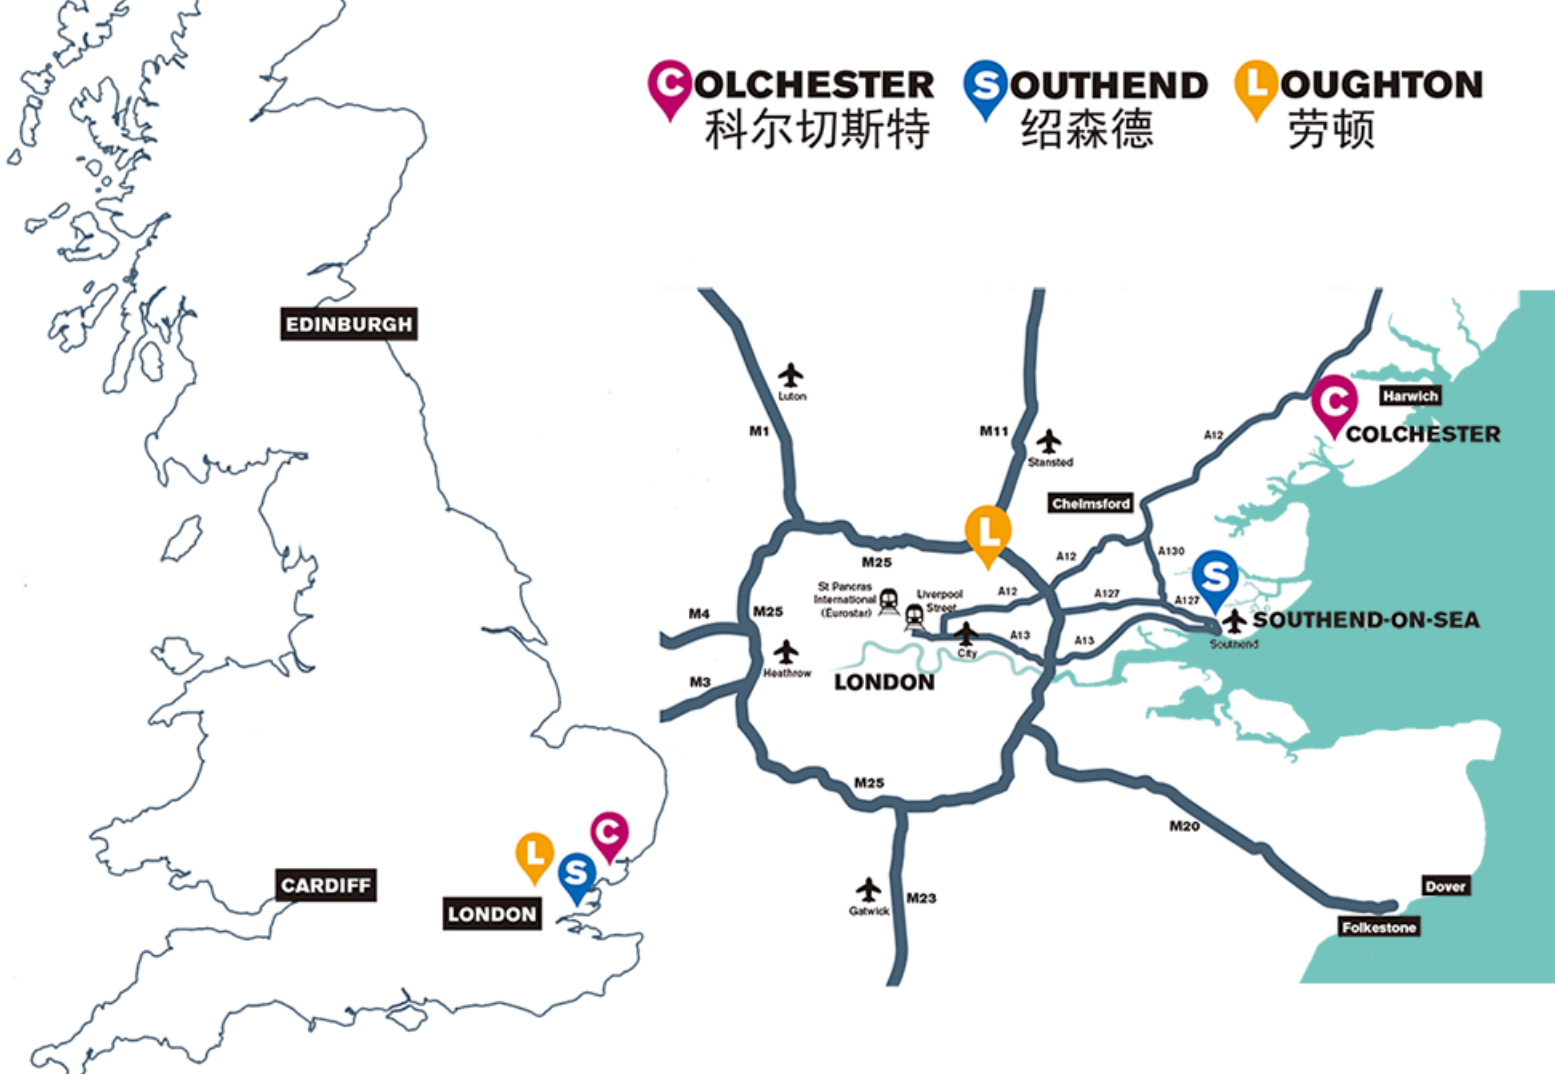 COLCHESTER
科尔切斯特
SOUTHEND
绍森德
LOUGHTON
劳顿
EDINBURGH
CARDIFF
LONDON
L
S
C
Luton
M1
M11
Stansted
A12
C
Harwich
COLCHESTER
Chelmsford
L
M25
A12
A130
S
St Pancras
International
(Eurostar)
Liverpool
Street
A12
A127
A127
M4
M25
Heathrow
City
A13
A13
SOUTHEND-ON-SEA
Southend
M3
LONDON
M25
M20
Gatwick
M23
Dover
Folkestone